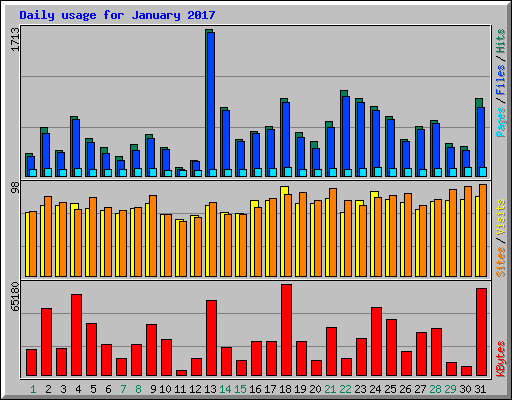 Daily usage for January 2017
1713
Pages / Files / Hits
98
Sites / Visits
65180
KBytes
1 2 3 4 5 6 7 8 9 10 11 12 13 14 15 16 17 18 19 20 21 22 23 24 25 26 27 28 29 30 31